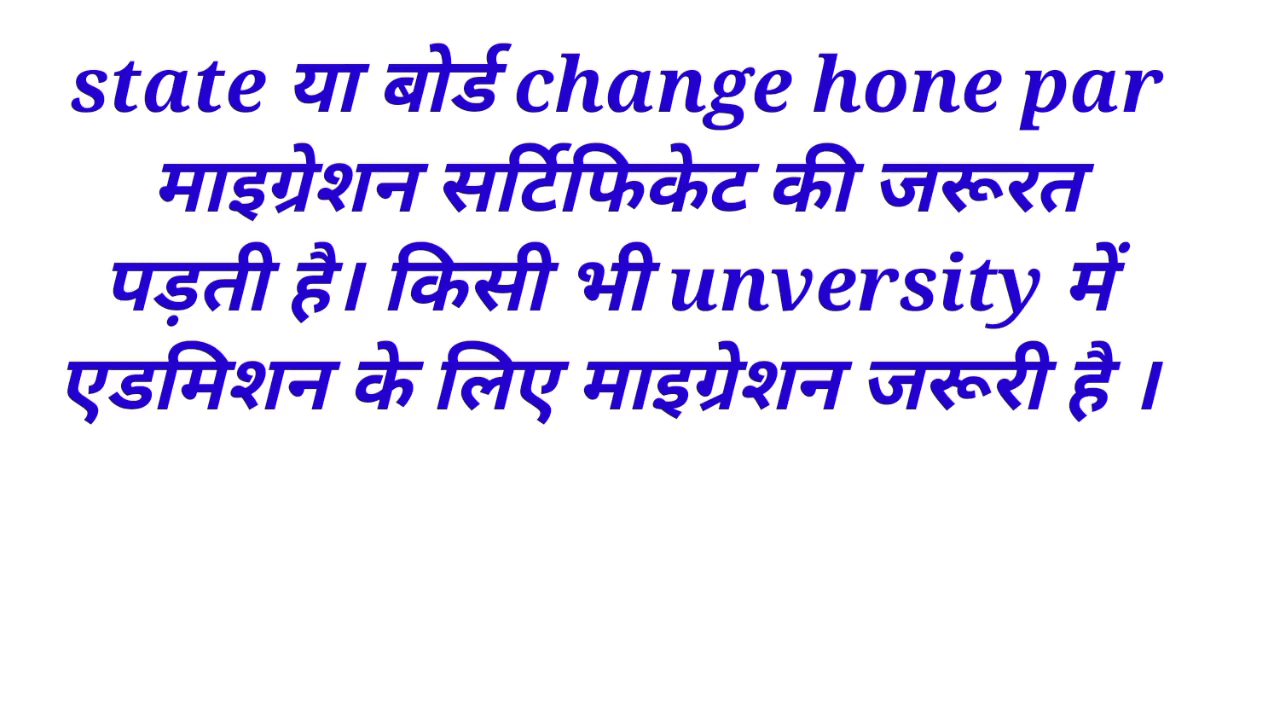 state या बोर्ड change hone par
माइग्रेशन सर्टिफिकेट की जरूरत
पड़ती है। किसी भी unversity में
एडमिशन के लिए माइग्रेशन जरूरी है ।